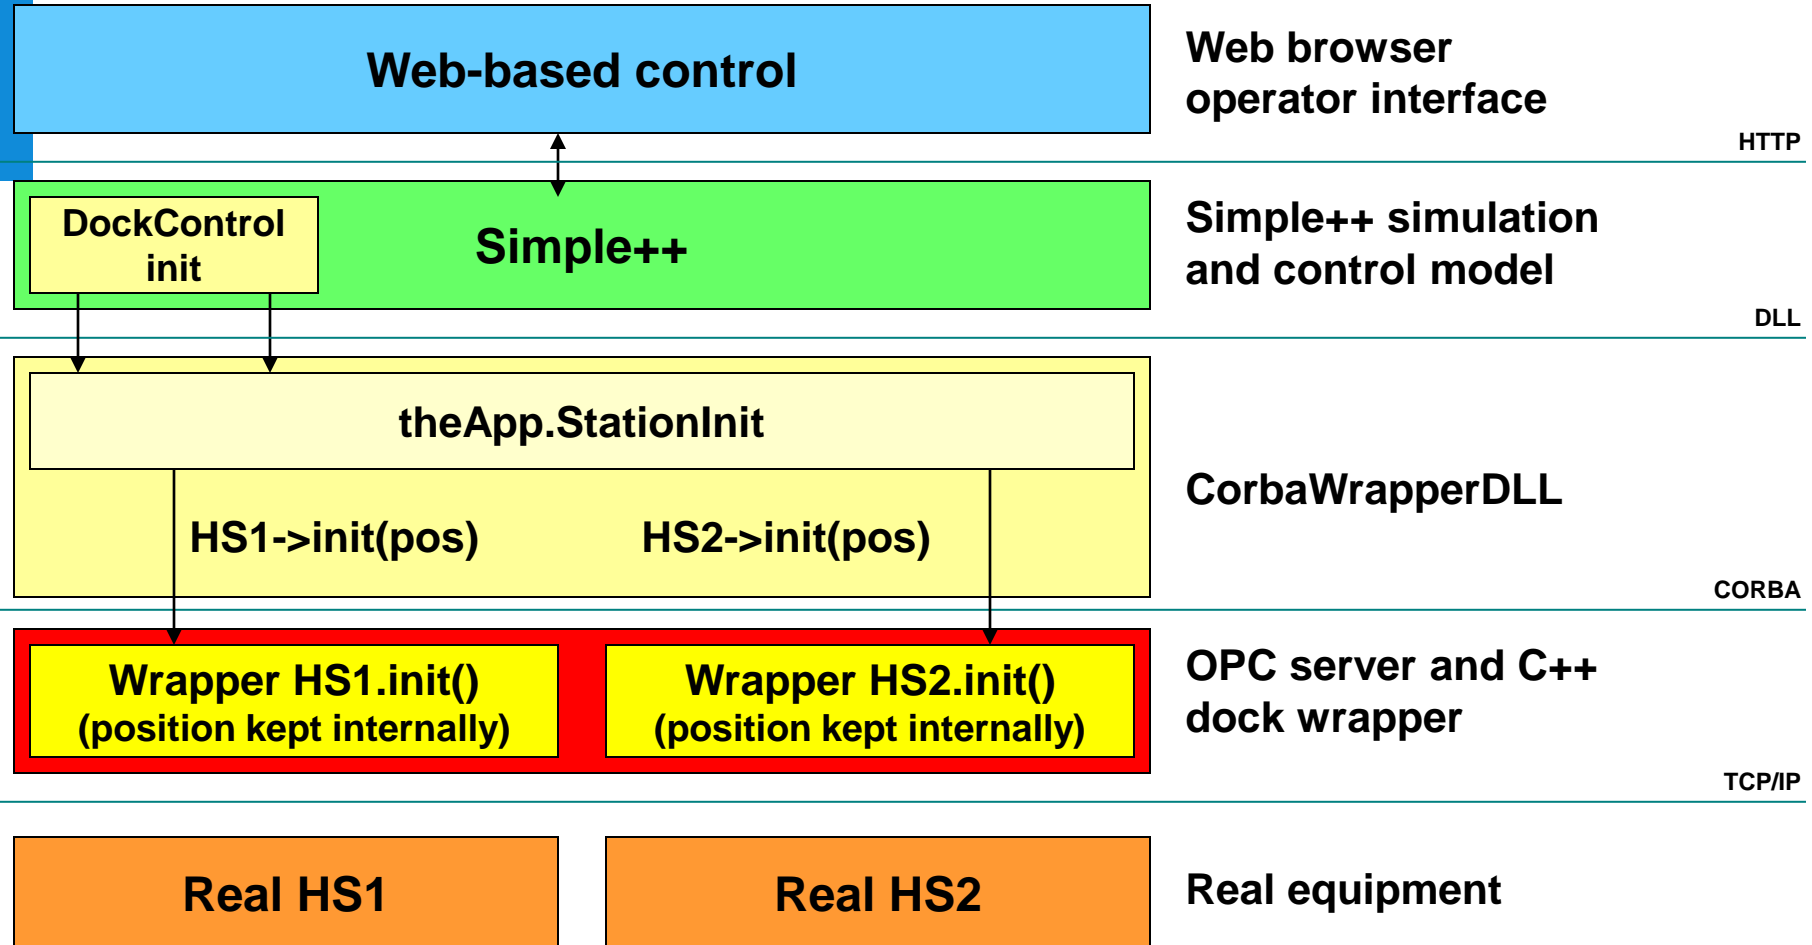 Web-based control
Web browser
operator interface
HTTP
DockControl
init
Simple++
Simple++ simulation
and control model
DLL
theApp.StationInit
HS1->init(pos)
HS2->init(pos)
CorbaWrapperDLL
CORBA
Wrapper HS1.init()
(position kept internally)
Wrapper HS2.init()
(position kept internally)
OPC server and C++
dock wrapper
TCP/IP
Real HS1
Real HS2
Real equipment